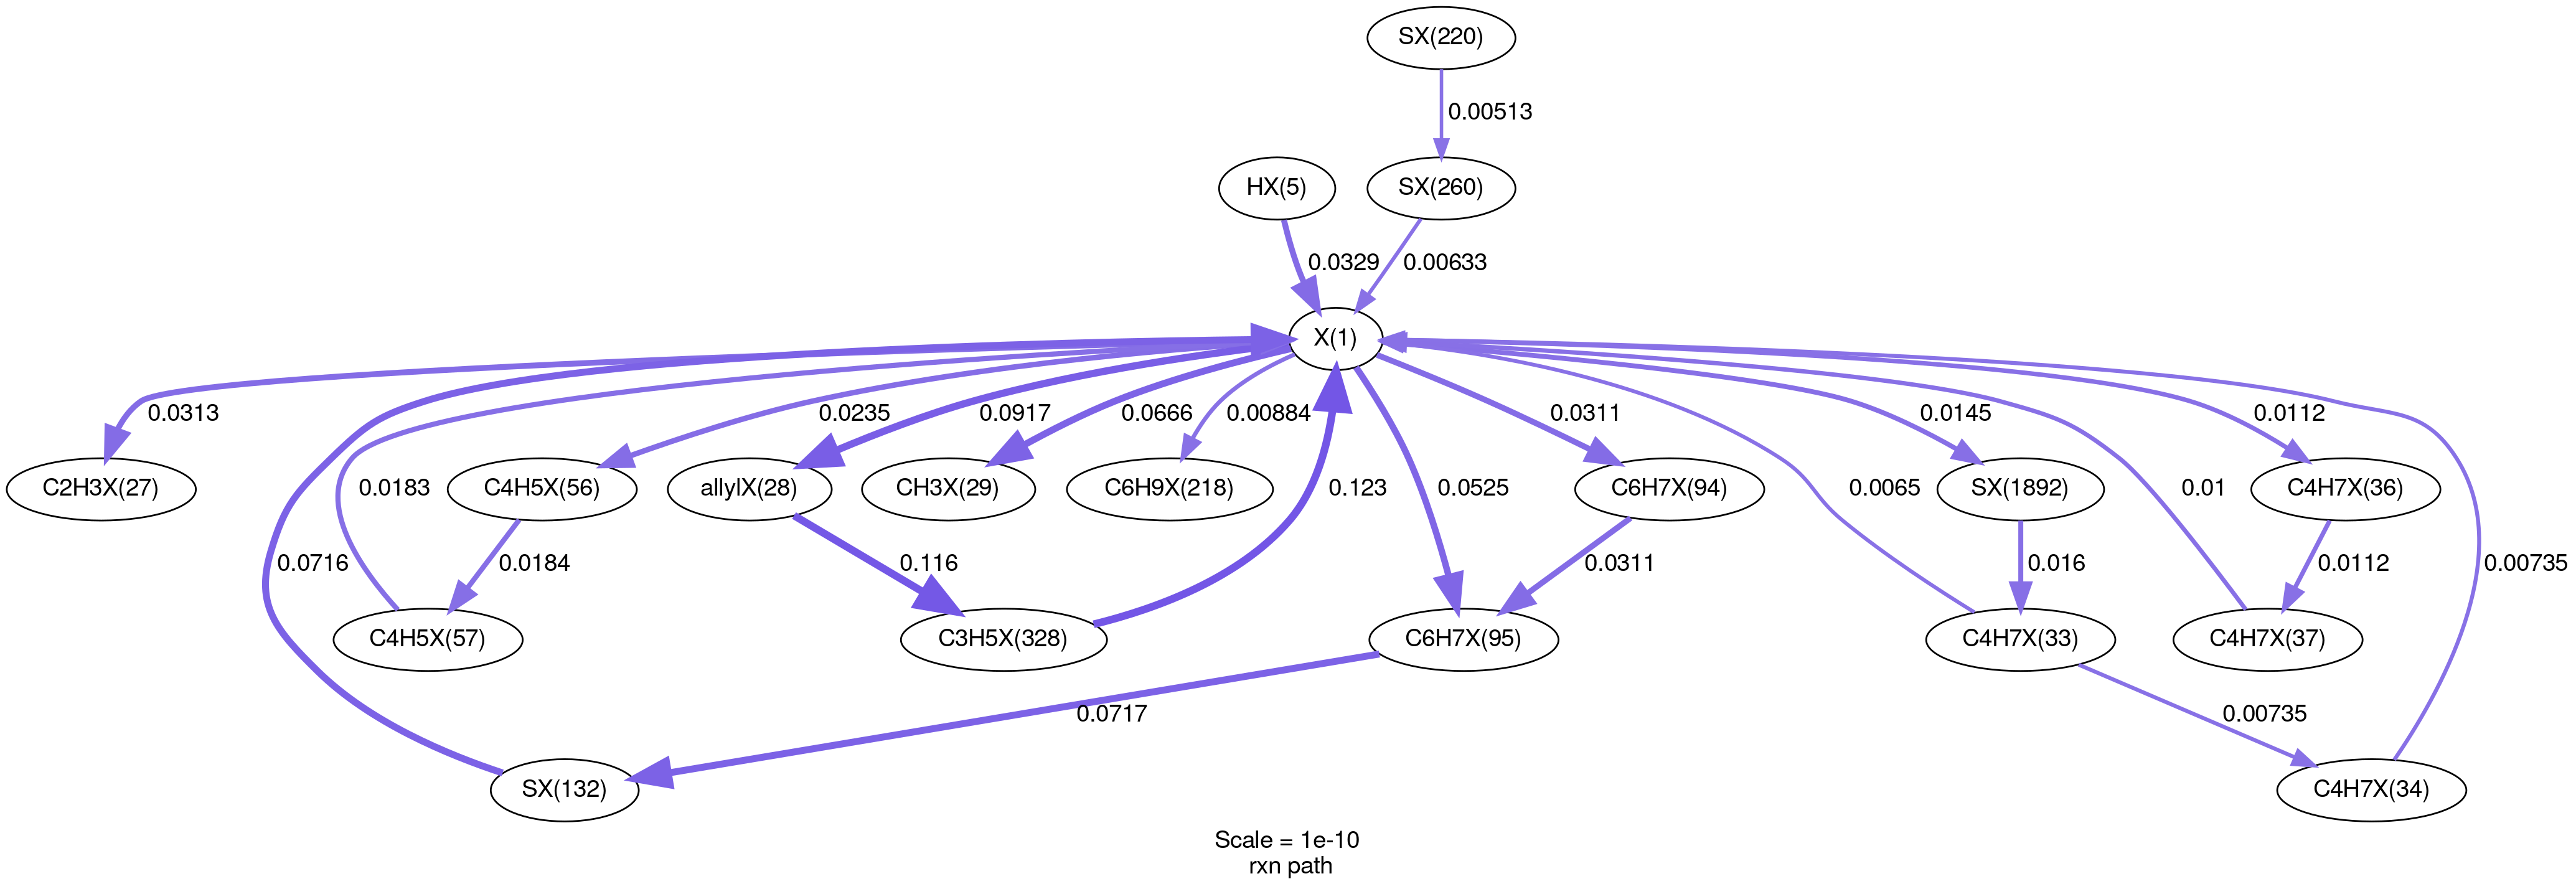 SX(220)
0.00513
HX(5)
SX(260)
0.0329
0.00633
X(1)
0.0313
0.0235
0.0917
0.0666
0.00884
0.0311
0.0145
0.0112
C2H3X(27)
0.0183
C4H5X(56)
allylX(28)
CH3X(29)
C6H9X(218)
0.123
0.0525
C6H7X(94)
0.0065
SX(1892)
0.01
C4H7X(36)
0.0716
0.0184
0.116
0.0311
0.016
0.0112
0.00735
C4H5X(57)
C3H5X(328)
C6H7X(95)
C4H7X(33)
C4H7X(37)
0.0717
0.00735
SX(132)
C4H7X(34)
Scale = 1e-10
rxn path